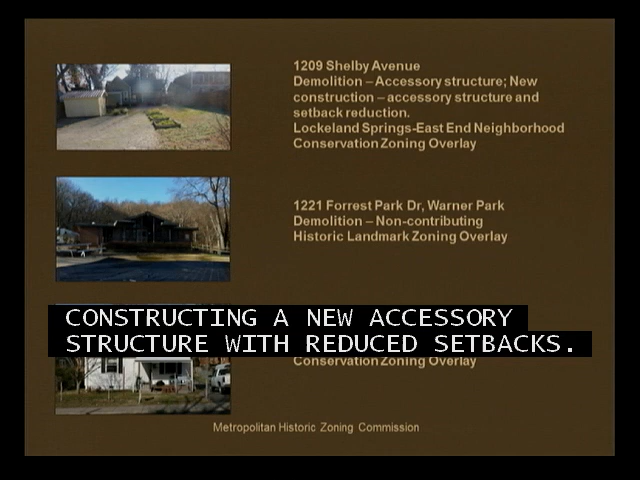 1209 Shelby Avenue
Demolition – Accessory structure; New
construction – accessory structure and
setback reduction.
Lockeland Springs-East End Neighborhood
Conservation Zoning Overlay
1221 Forrest Park Dr, Warner Park
Demolition – Non-contributing
Historic Landmark Zoning Overlay
CONSTRUCTING A NEW ACCESSORY
STRUCTURE WITH REDUCED SETBACKS.
Conservation Zoning Overlay
Metropolitan Historic Zoning Commission